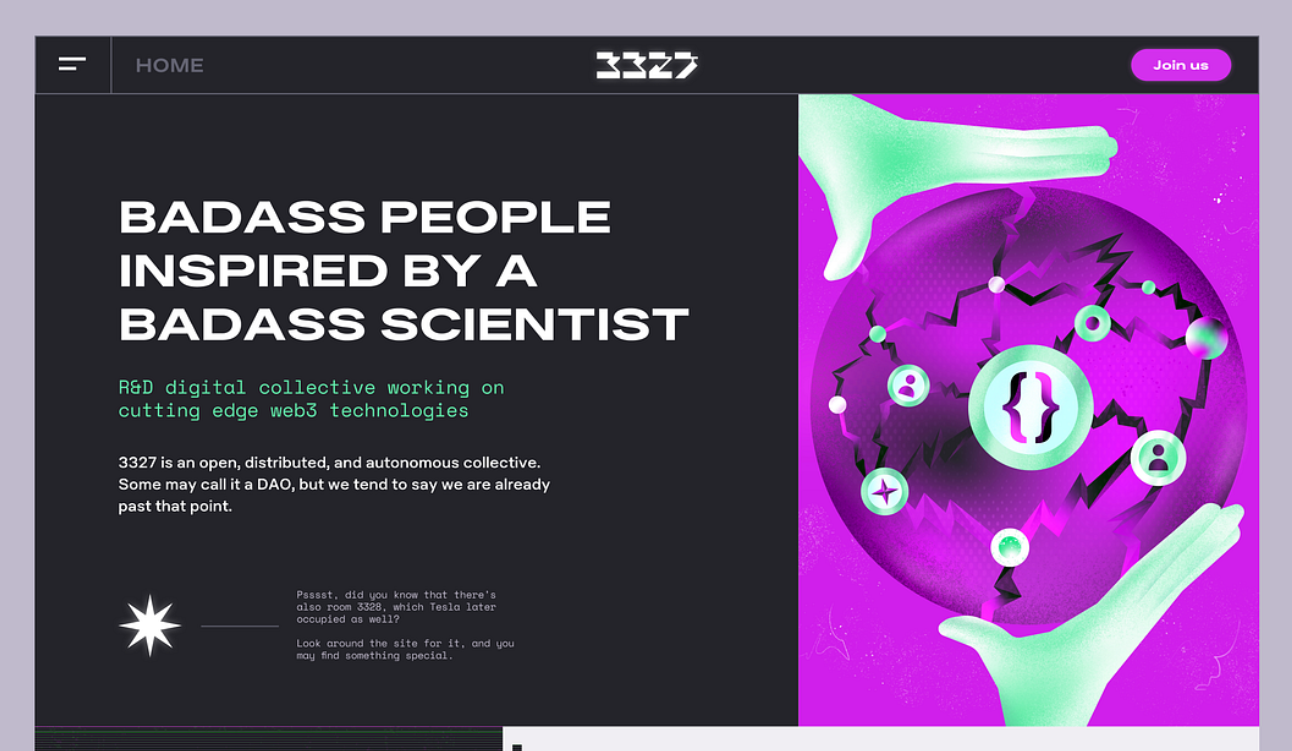 HOME
3327
Join us
BADASS PEOPLE
INSPIRED BY A
BADASS SCIENTIST
R&D digital collective working on
cutting edge web3 technologies
3327 is an open, distributed, and autonomous collective.
Some may call it a DAO, but we tend to say we are already
past that point.
Psssst, did you know that there's
also room 3328, which Tesla later
occupied as well?
Look around the site for it, and you
may find something special.
{}